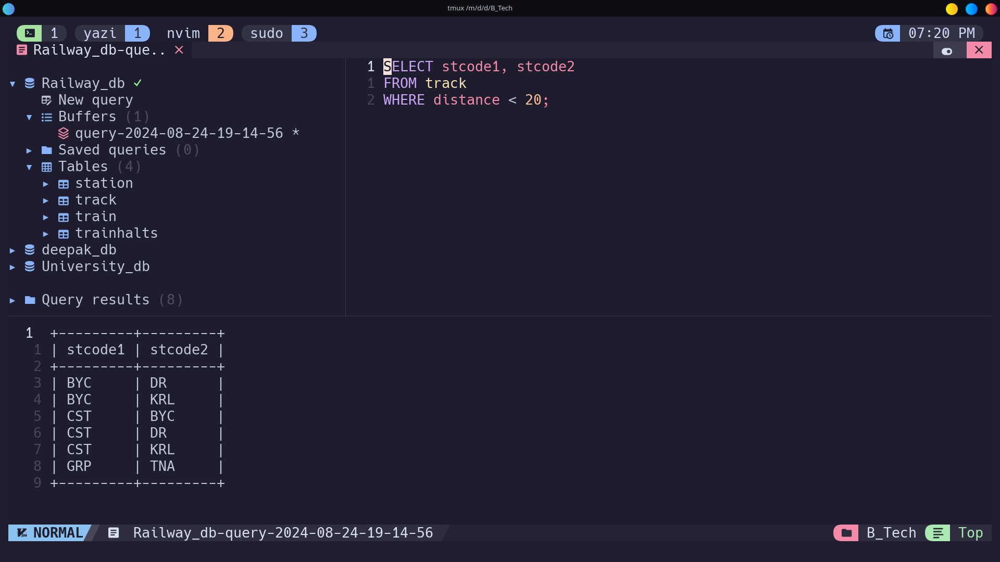 tmux /m/d/d/B_Tech
1 yazi 1 nvim 2 sudo 3 07:20 PM
Railway_db-que..
Railway_db
New query
Buffers (1)
query-2024-08-24-19-14-56 *
Saved queries (0)
Tables (4)
station
track
train
trainhalts
deepak_db
University_db
Query results (8)
1 SELECT stcode1, stcode2
1 FROM track
2 WHERE distance < 20;
1 +---------+---------+
1 | stcode1 | stcode2 |
2 +---------+---------+
3 | BYC     | DR      |
4 | BYC     | KRL     |
5 | CST     | BYC     |
6 | CST     | DR      |
7 | CST     | KRL     |
8 | GRP     | TNA     |
9 +---------+---------+
NORMAL Railway_db-query-2024-08-24-19-14-56 B_Tech Top